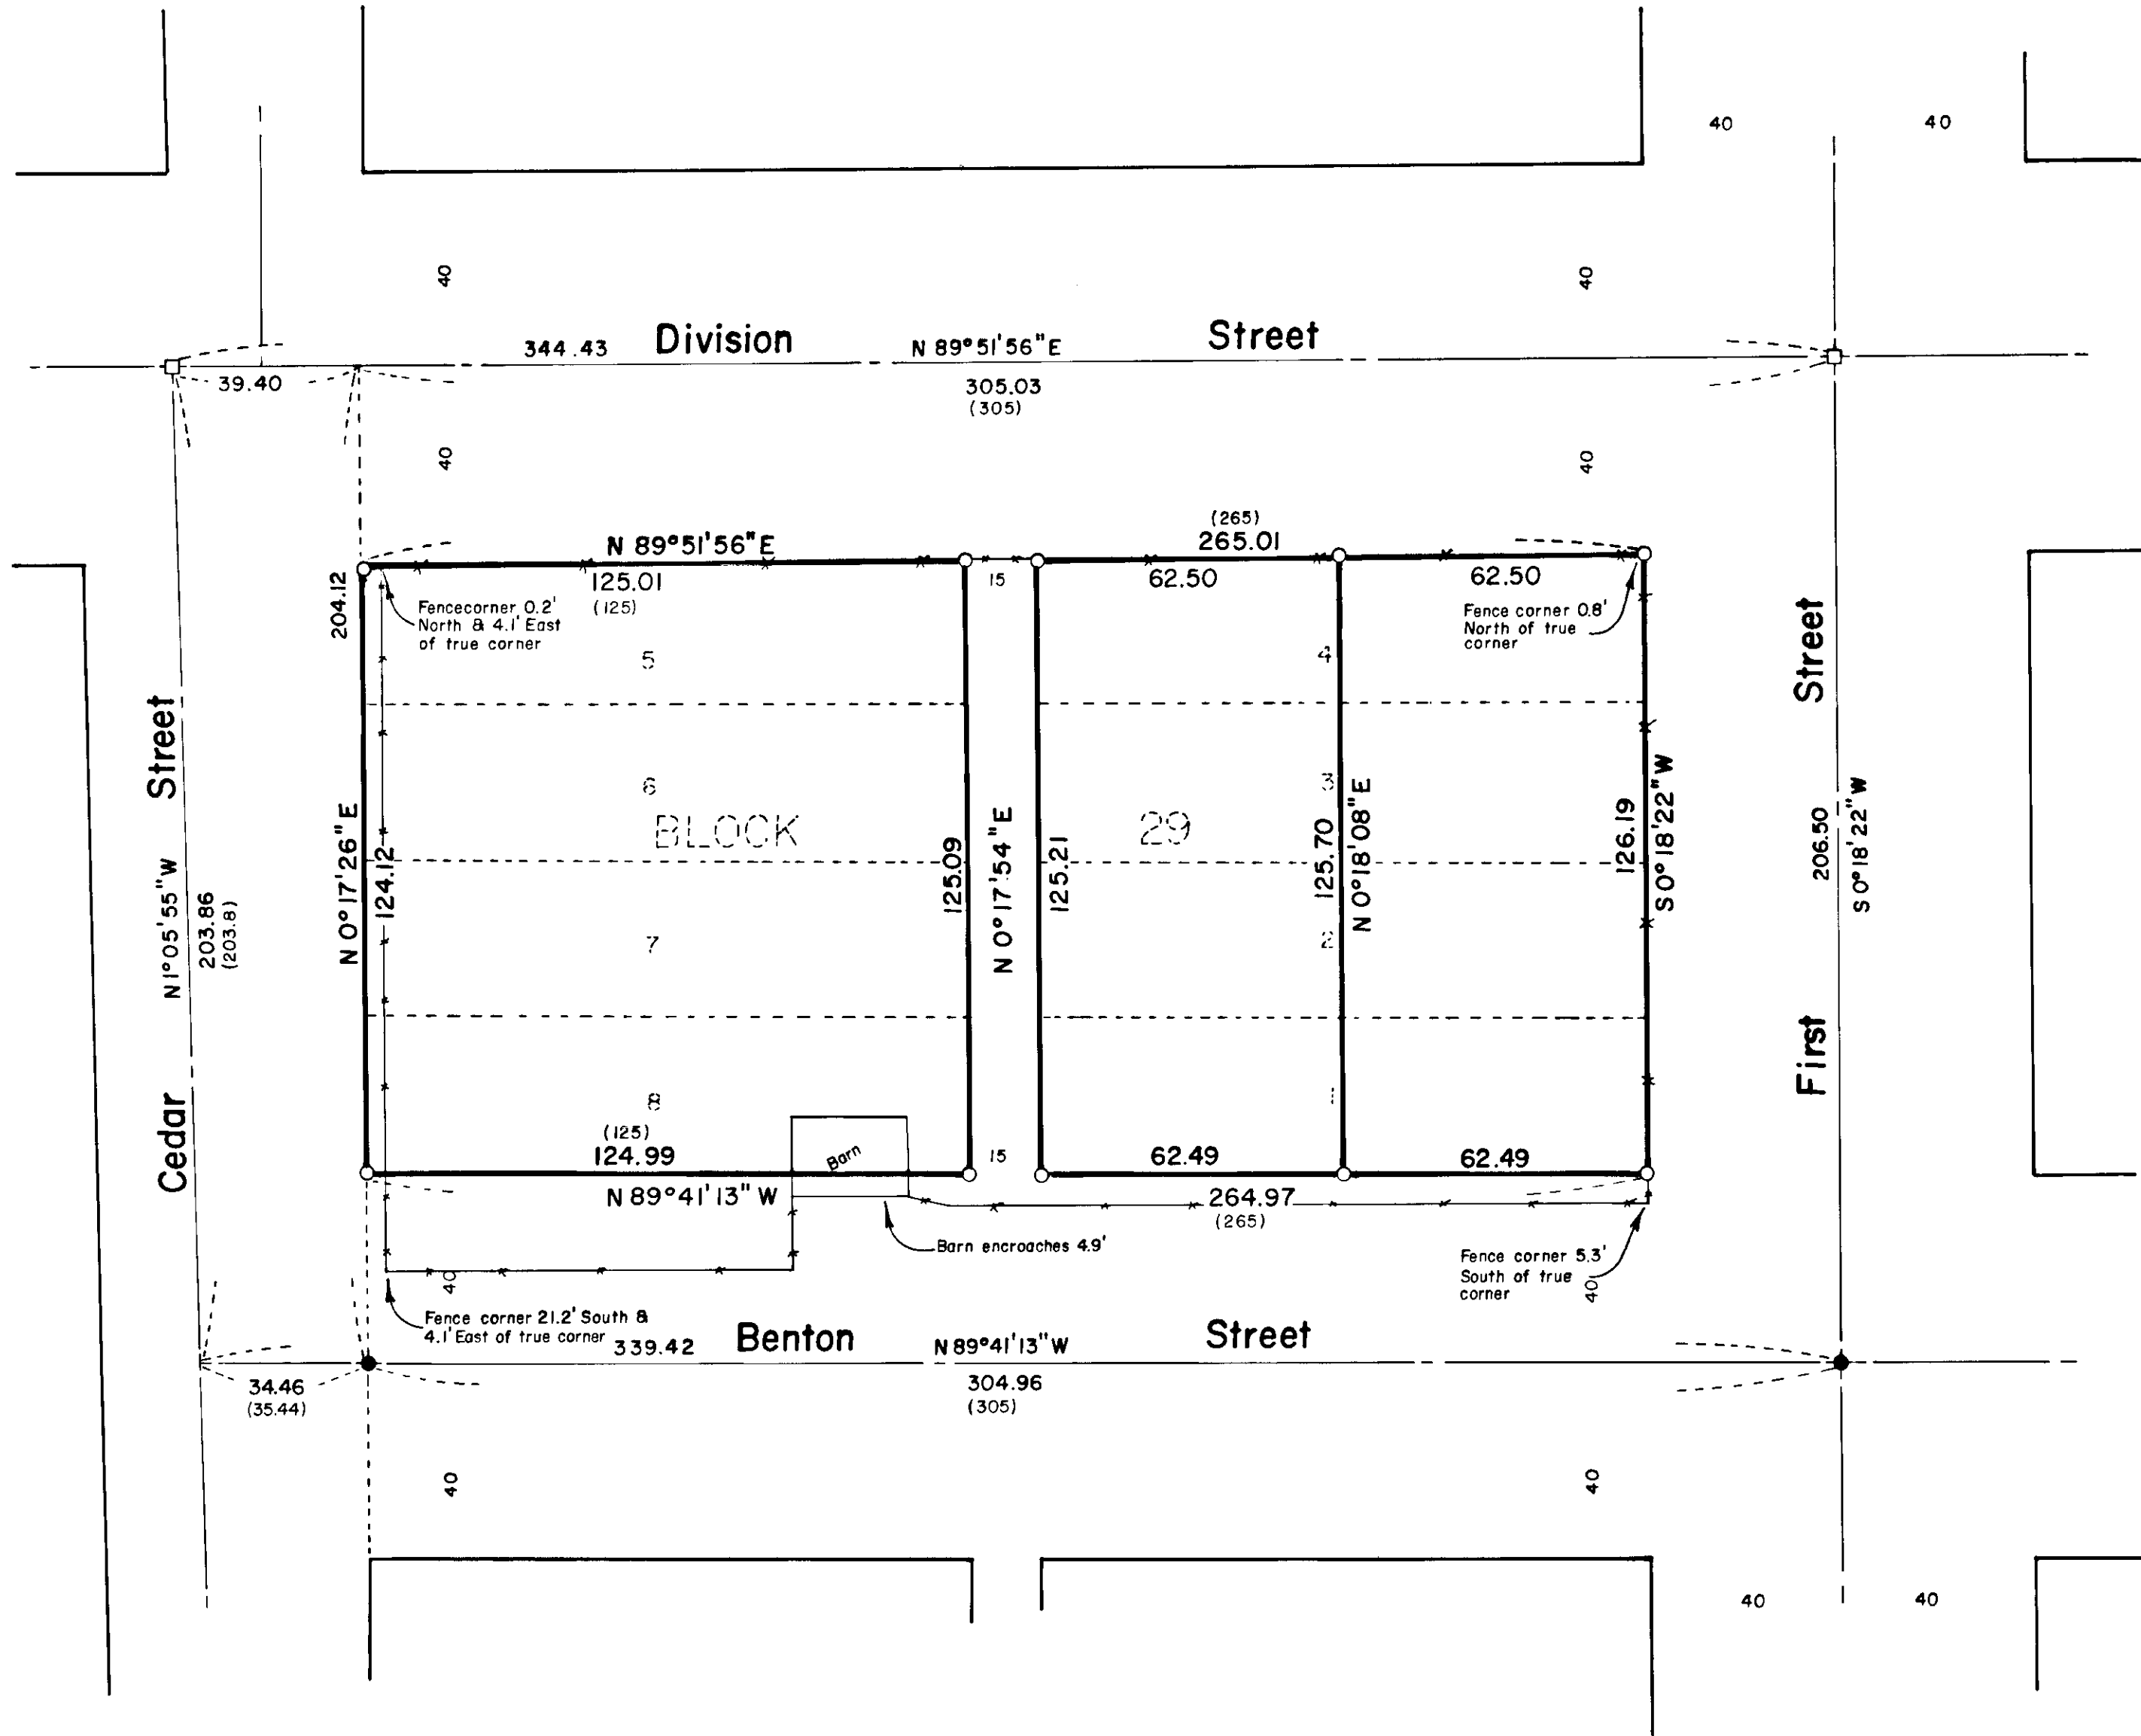 40 40
40 40
344.43 Division N 89°51'56"E Street
39.40 305.03
(305)
40 40
(265)
N 89°51'56"E 265.01
125.01 15 62.50 62.50
(125)
204.12
Fencecorner 0.2'
North & 4.1' East
of true corner
Fence corner 0.8'
North of true
corner
5 4
6 3
BLOCK 29
7 2
8 1
Cedar Street
N 1°05'55"W
203.86
(203.8)
N 0°17'26"E
124.12
125.09
N 0°17'54"E
125.21
125.70
N 0°18'08"E
126.19
S 0°18'22"W
First Street
206.50
S 0°18'22"W
(125)
124.99 Barn 15 62.49 62.49
N 89°41'13" W 264.97
(265)
Barn encroaches 4.9'
Fence corner 5.3'
South of true
corner
40 40
Fence corner 21.2' South &
4.1' East of true corner
339.42 Benton N 89°41'13"W Street
34.46 304.96
(35.44) (305)
40 40
40 40